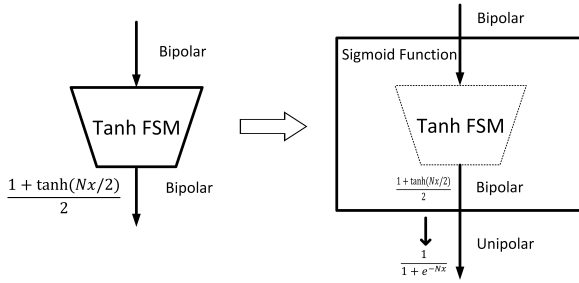 Bipolar
Tanh FSM
Bipolar
1 + tanh(Nx/2)
2
Bipolar
Sigmoid Function
Tanh FSM
1 + tanh(Nx/2)
2
Bipolar
Unipolar
1
1 + e^{-Nx}